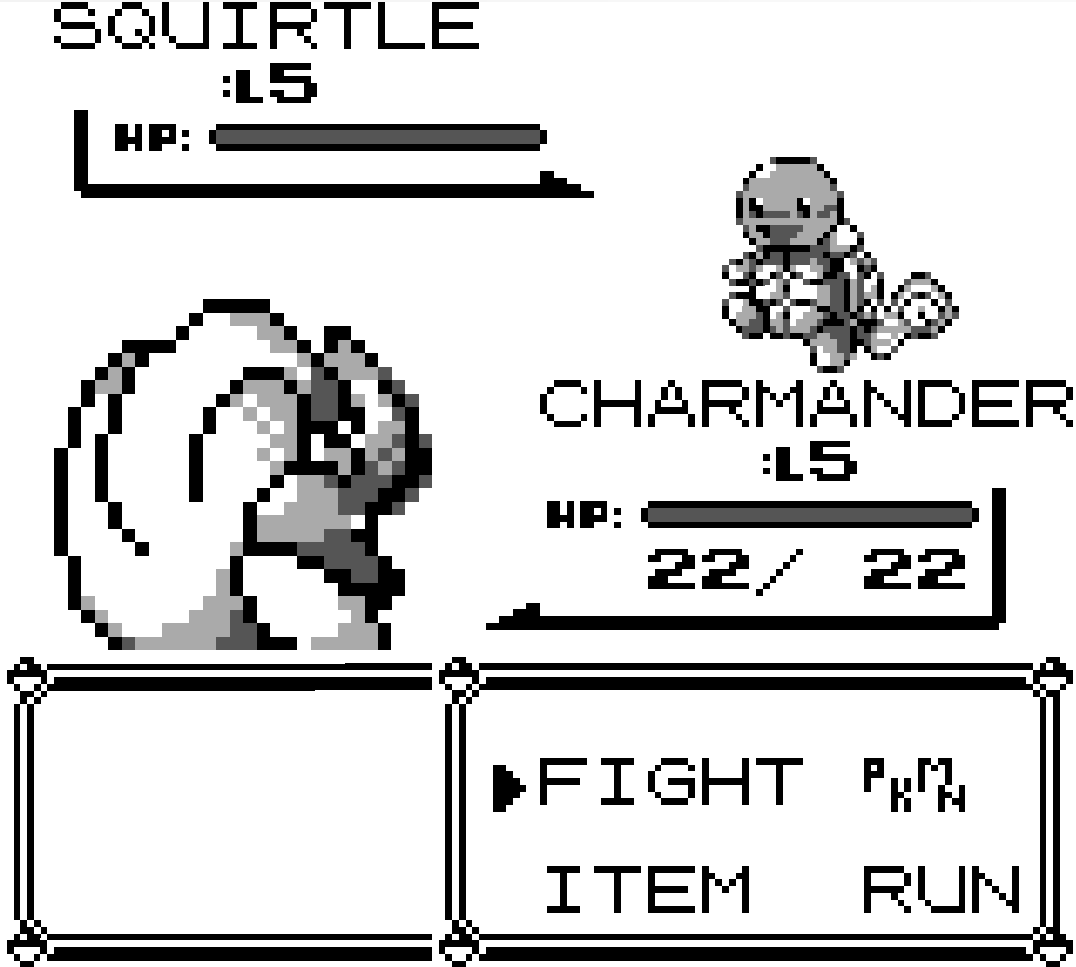 SQUIRTLE
:L5
HP:
CHARMANDER
:L5
HP:
22/ 22
▶FIGHT PKMN
ITEM RUN